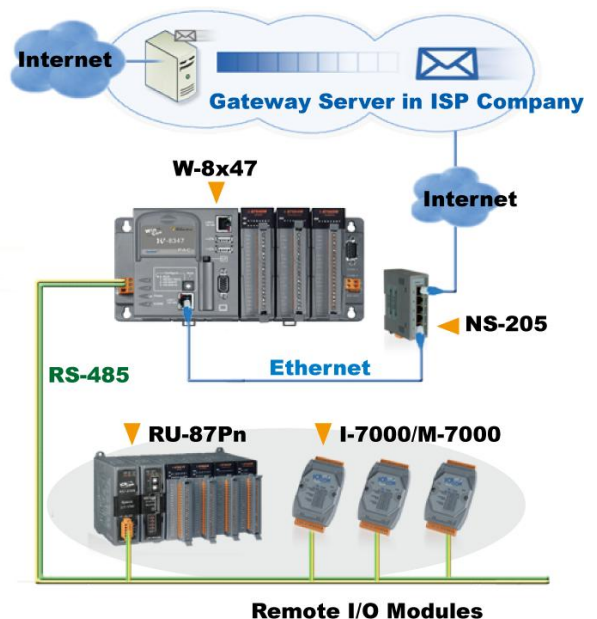 Internet
Gateway Server in ISP Company
W-8x47
Internet
W-8347
NS-205
Ethernet
RS-485
RU-87Pn
I-7000/M-7000
Remote I/O Modules